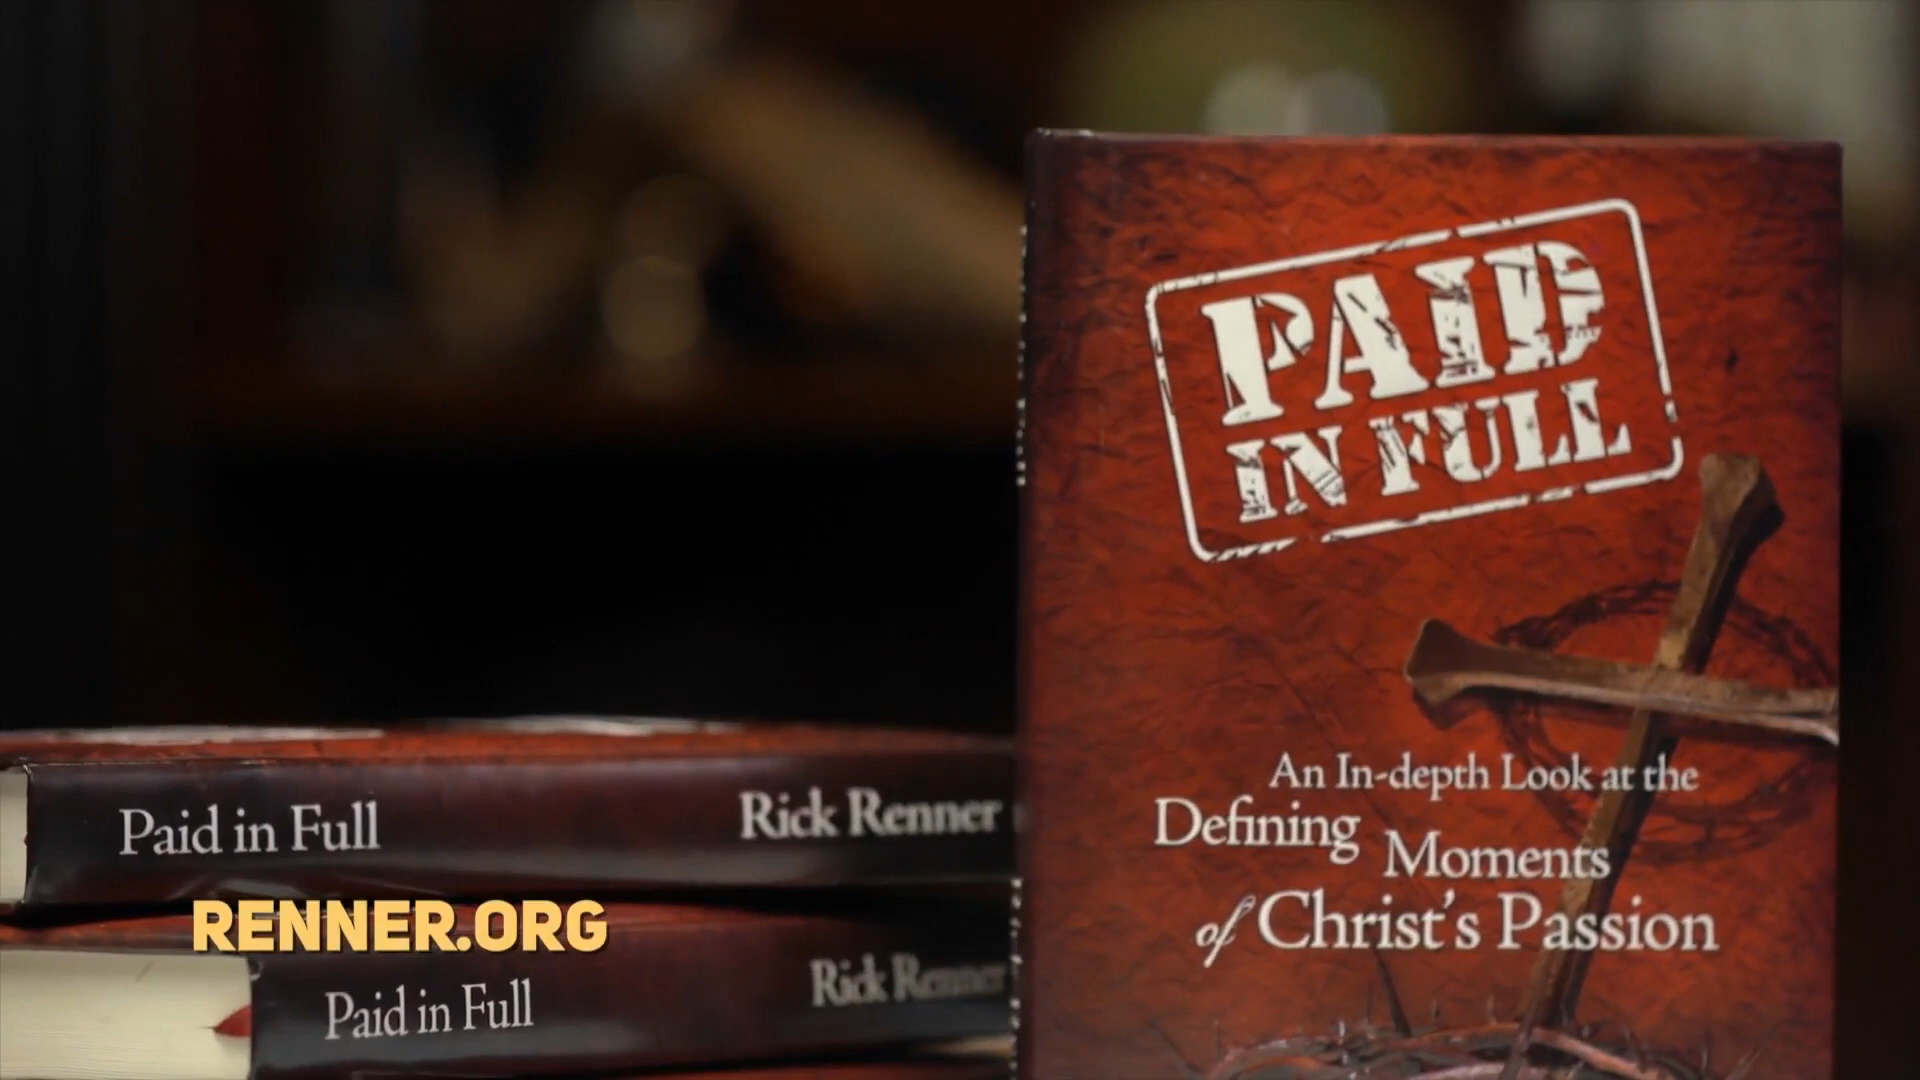 PAID
IN FULL
An In-depth Look at the
Defining
Moments
of Christ's Passion
Paid in Full Rick Renner
RENNER.ORG
Paid in Full Rick Renner